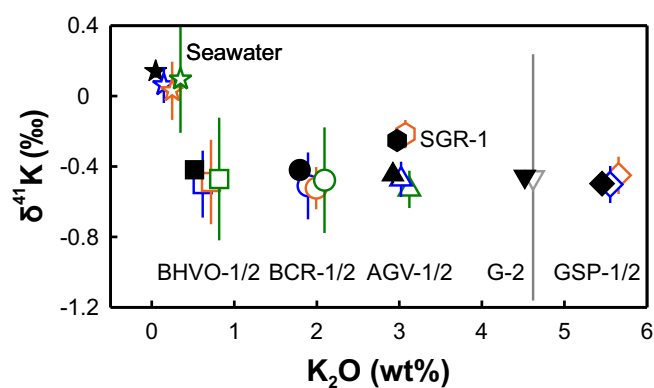 0.4
Seawater
0
SGR-1
-0.4
-0.8
BHVO-1/2 BCR-1/2 AGV-1/2 G-2 GSP-1/2
-1.2
0 1 2 3 4 5 6
δ⁴¹K (‰)
K₂O (wt%)